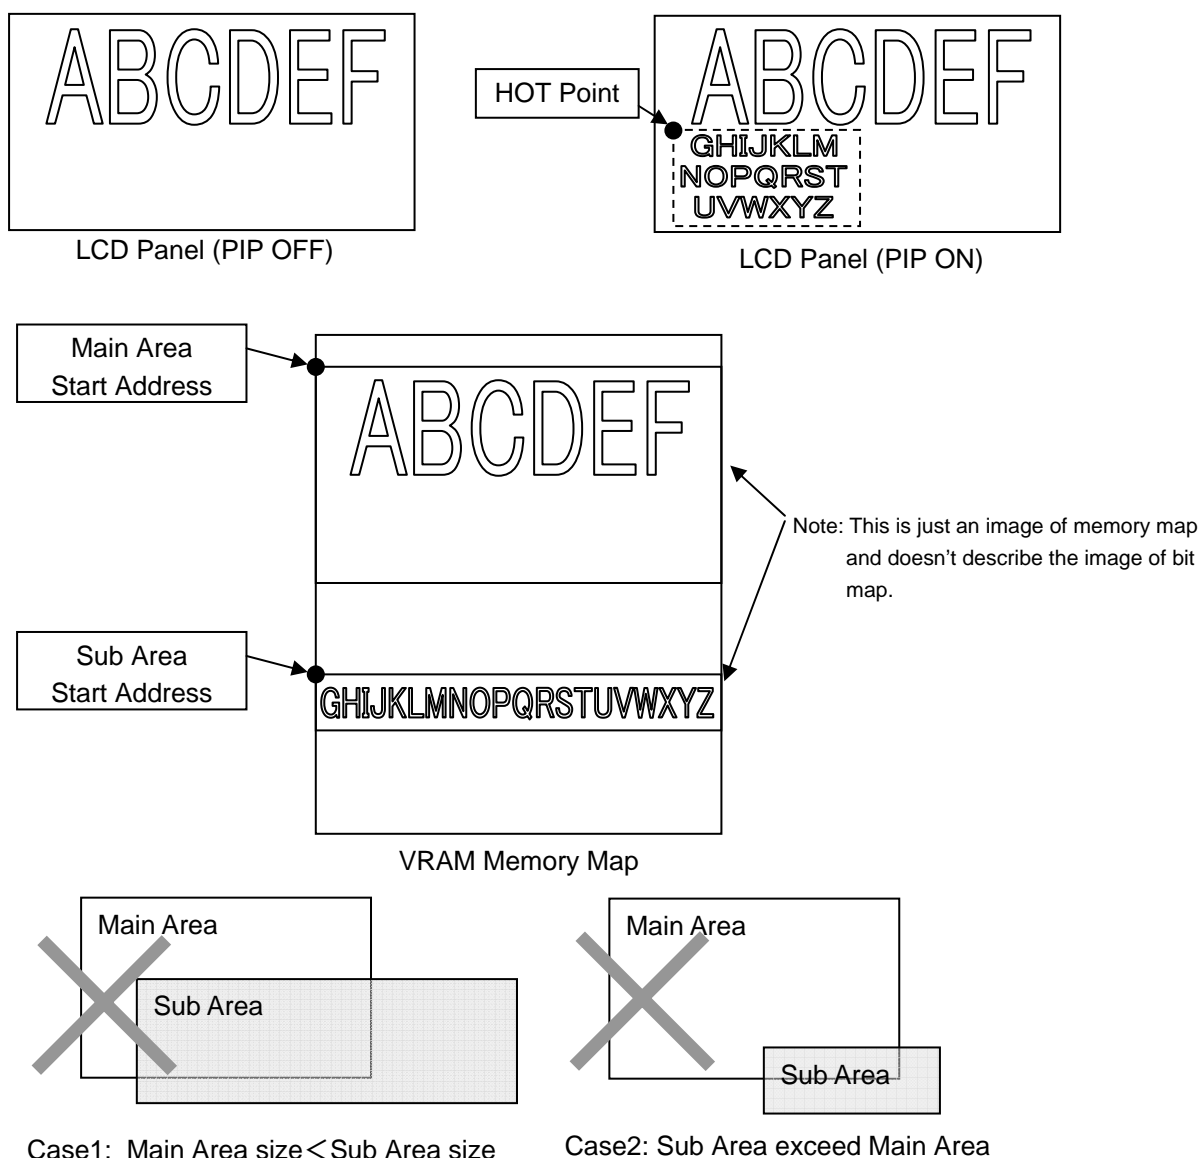 ABCDEF
LCD Panel (PIP OFF)
HOT Point
ABCDEF
GHIJKLM
NOPQRST
UVWXYZ
LCD Panel (PIP ON)
Main Area
Start Address
ABCDEF
Note: This is just an image of memory map
and doesn’t describe the image of bit
map.
Sub Area
Start Address
GHIJKLMNOPQRSTUVWXYZ
VRAM Memory Map
Main Area
Sub Area
Case1: Main Area size＜Sub Area size
Main Area
Sub Area
Case2: Sub Area exceed Main Area